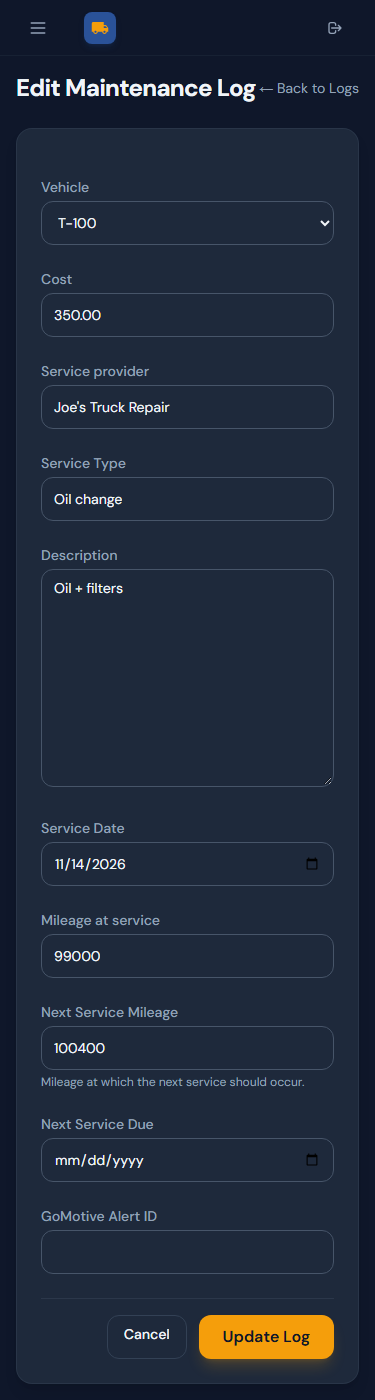 Edit Maintenance Log
← Back to Logs
Vehicle
T-100
Cost
350.00
Service provider
Joe's Truck Repair
Service Type
Oil change
Description
Oil + filters
Service Date
11/14/2026
Mileage at service
99000
Next Service Mileage
100400
Mileage at which the next service should occur.
Next Service Due
mm/dd/yyyy
GoMotive Alert ID
Cancel
Update Log